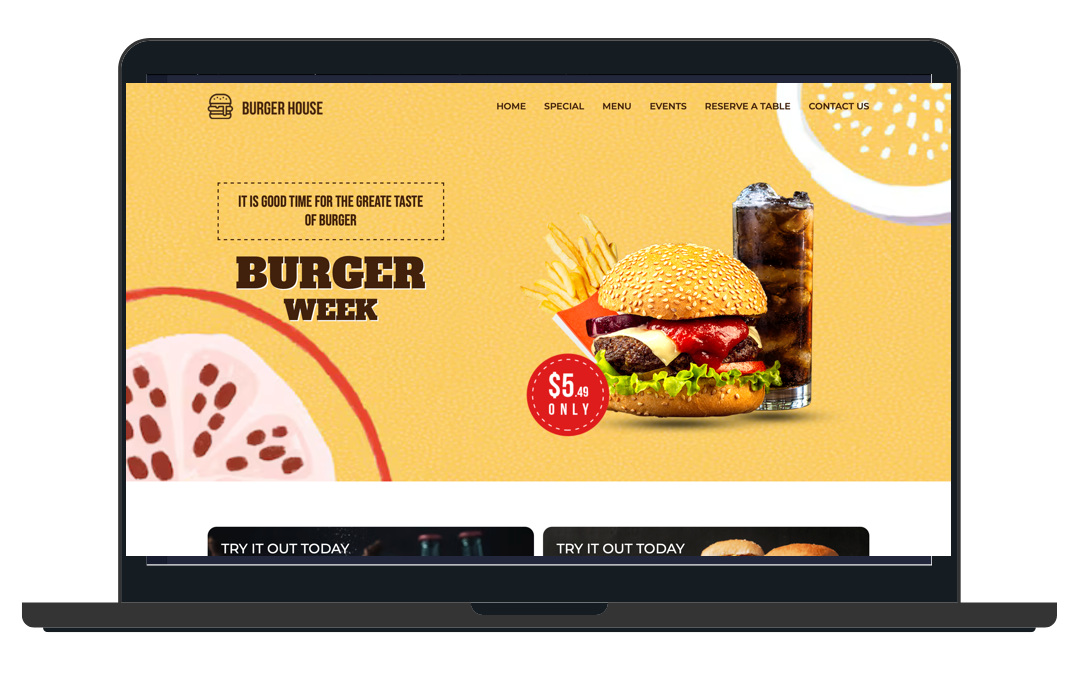 BURGER HOUSE
HOME SPECIAL MENU EVENTS RESERVE A TABLE CONTACT US
IT IS GOOD TIME FOR THE GREATE TASTE
OF BURGER
BURGER
WEEK
$5.49
ONLY
TRY IT OUT TODAY
TRY IT OUT TODAY